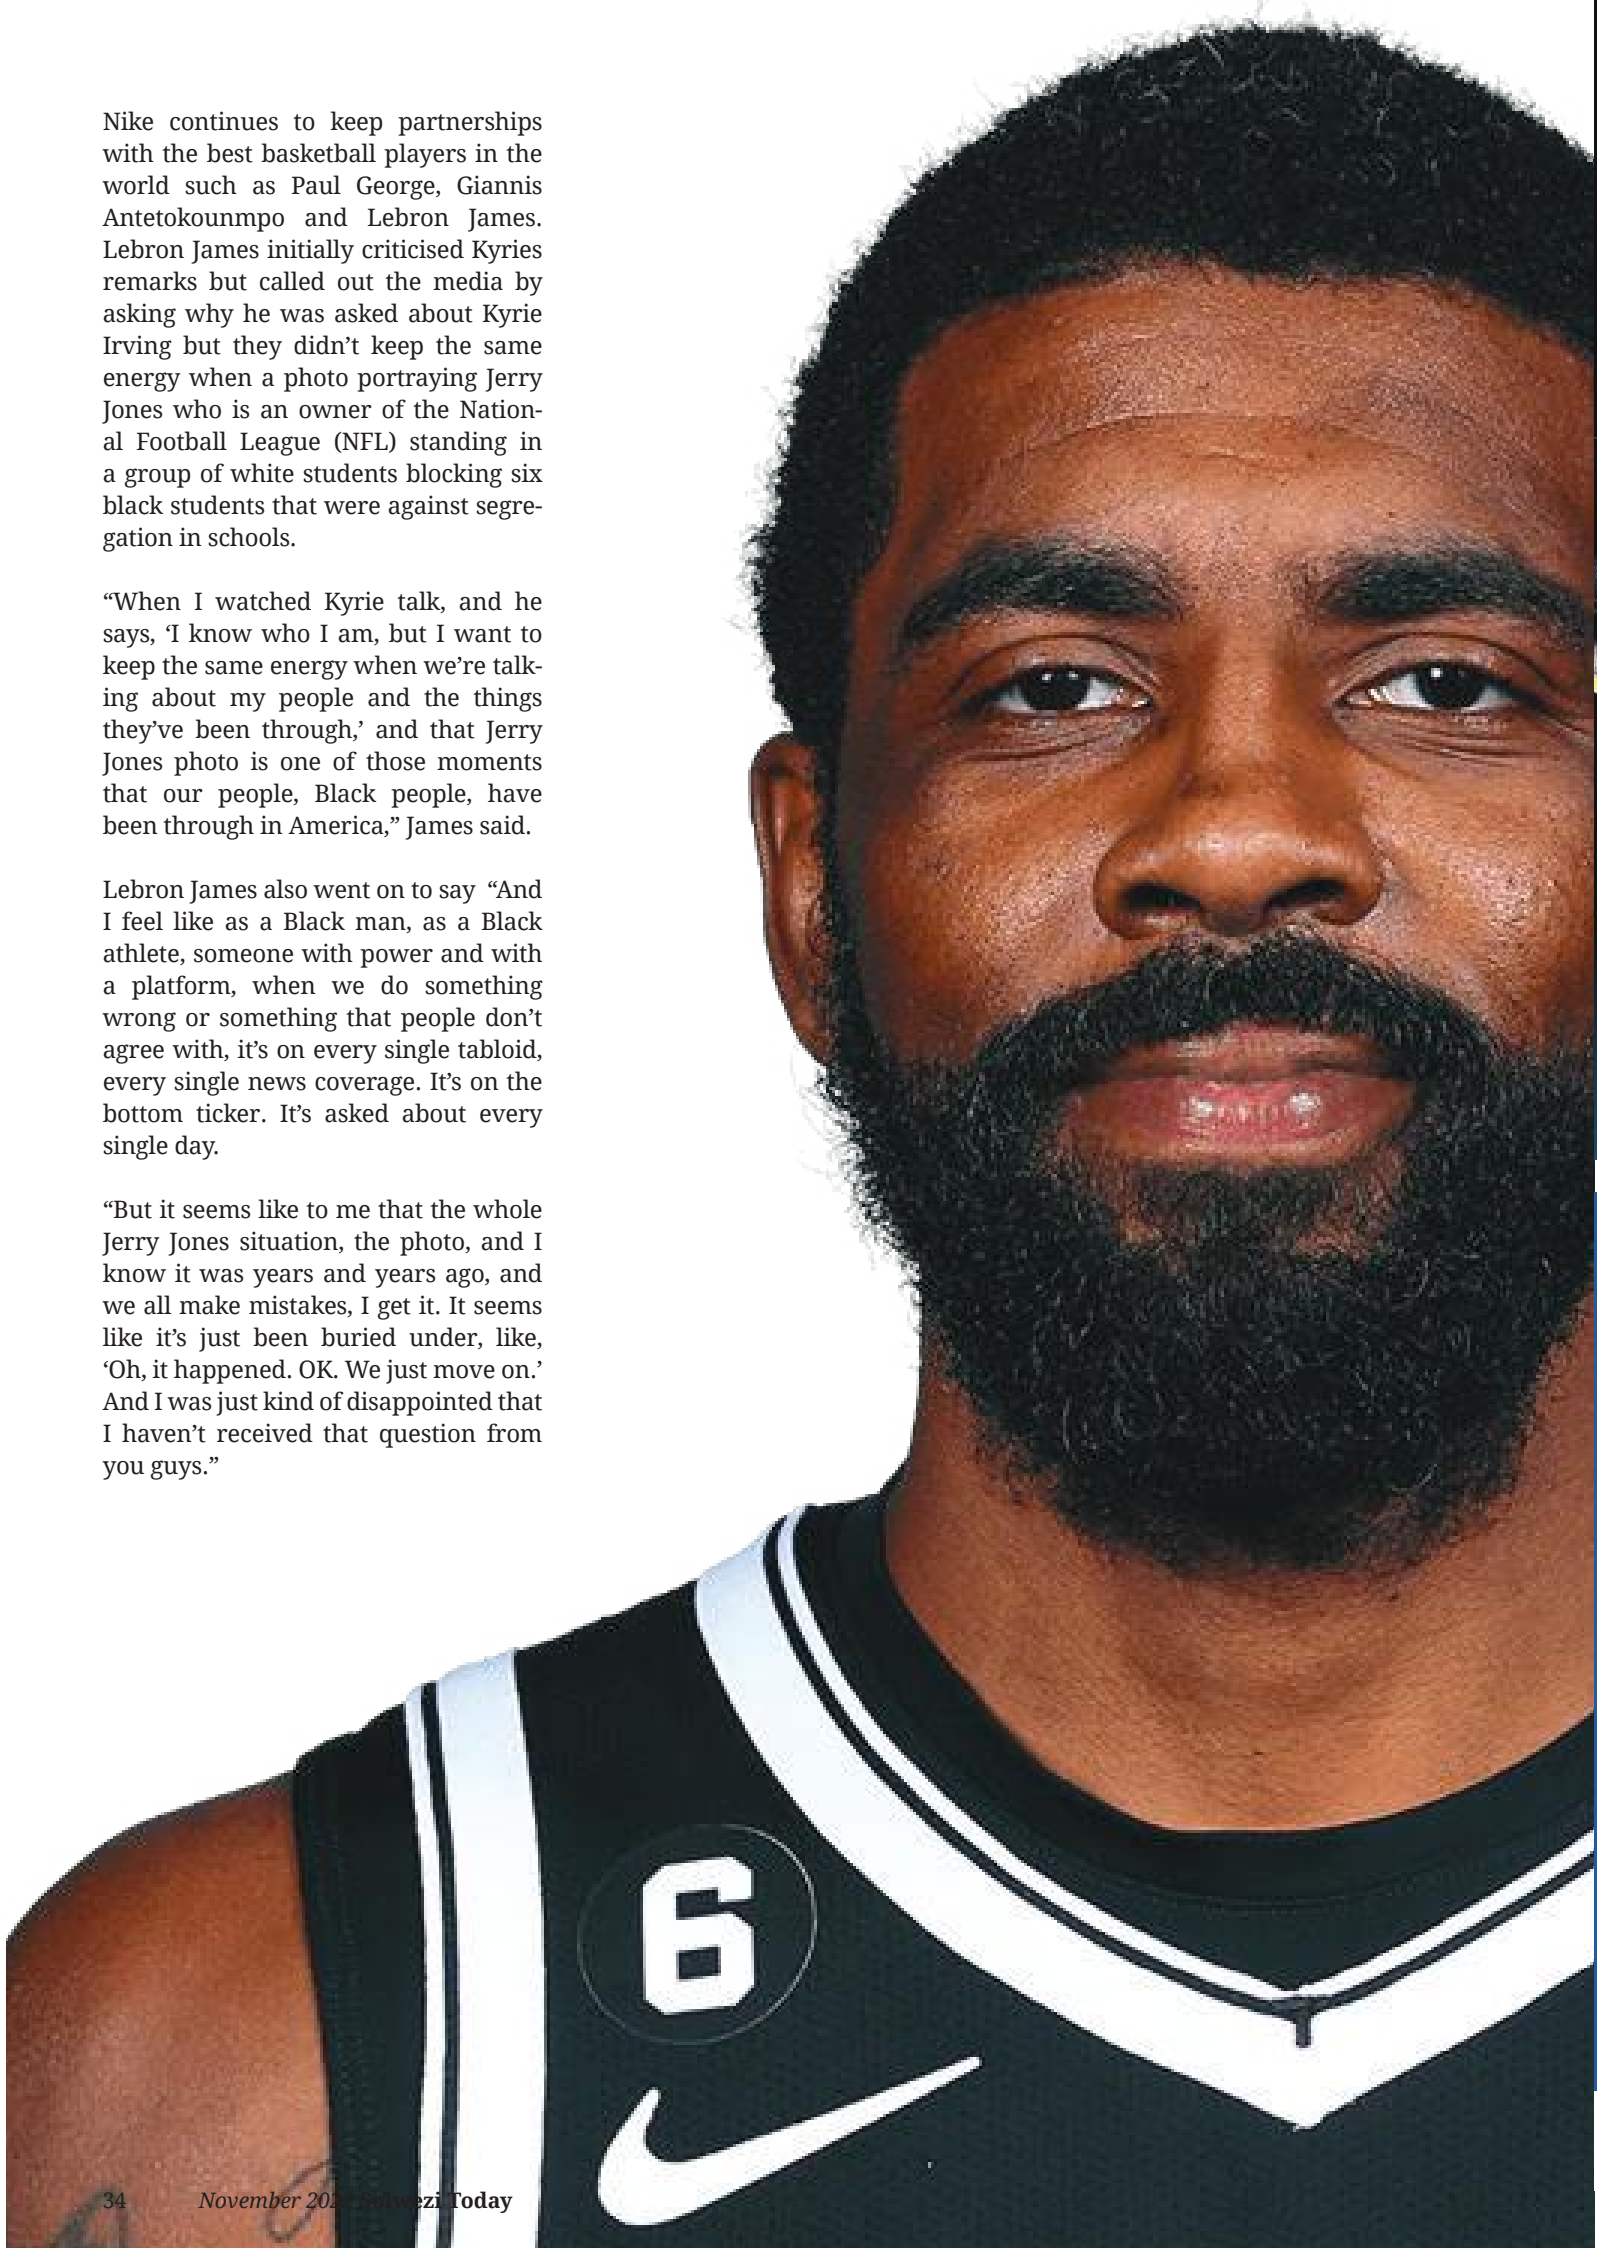 Nike continues to keep partnerships
with the best basketball players in the
world such as Paul George, Giannis
Antetokounmpo and Lebron James.
Lebron James initially criticised Kyries
remarks but called out the media by
asking why he was asked about Kyrie
Irving but they didn’t keep the same
energy when a photo portraying Jerry
Jones who is an owner of the Nation-
al Football League (NFL) standing in
a group of white students blocking six
black students that were against segre-
gation in schools.
“When I watched Kyrie talk, and he
says, ‘I know who I am, but I want to
keep the same energy when we’re talk-
ing about my people and the things
they’ve been through,’ and that Jerry
Jones photo is one of those moments
that our people, Black people, have
been through in America,” James said.
Lebron James also went on to say “And
I feel like as a Black man, as a Black
athlete, someone with power and with
a platform, when we do something
wrong or something that people don’t
agree with, it’s on every single tabloid,
every single news coverage. It’s on the
bottom ticker. It’s asked about every
single day.
“But it seems like to me that the whole
Jerry Jones situation, the photo, and I
know it was years and years ago, and
we all make mistakes, I get it. It seems
like it’s just been buried under, like,
‘Oh, it happened. OK. We just move on.’
And I was just kind of disappointed that
I haven’t received that question from
you guys.”
6
34 November Today